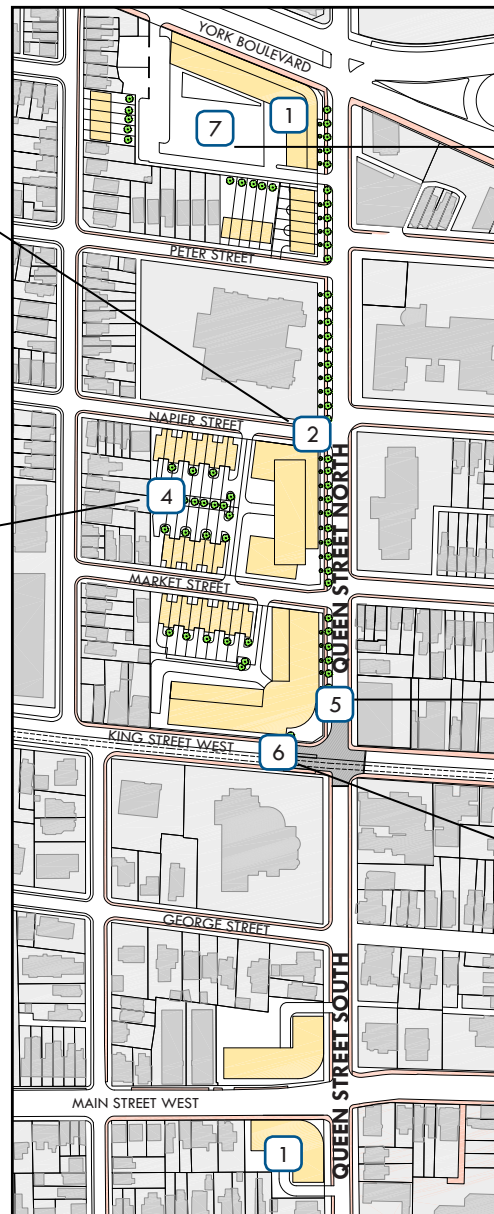 YORK BOULEVARD
1
7
PETER STREET
NAPIER STREET
2
4
QUEEN STREET NORTH
MARKET STREET
5
KING STREET WEST
6
GEORGE STREET
QUEEN STREET SOUTH
MAIN STREET WEST
1